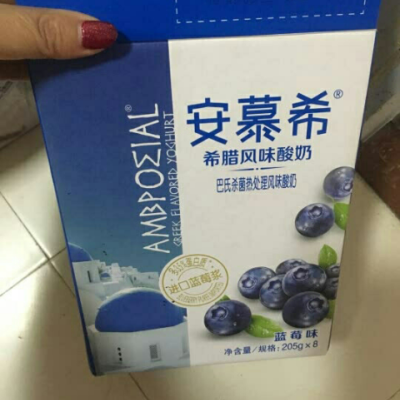 AMBPOΣIAL®
GREEK FLAVORED YOGHURT
安慕希®
希腊风味酸奶
巴氏杀菌热处理风味酸奶
进口蓝莓浆
蓝莓味
净含量/规格: 205g×8